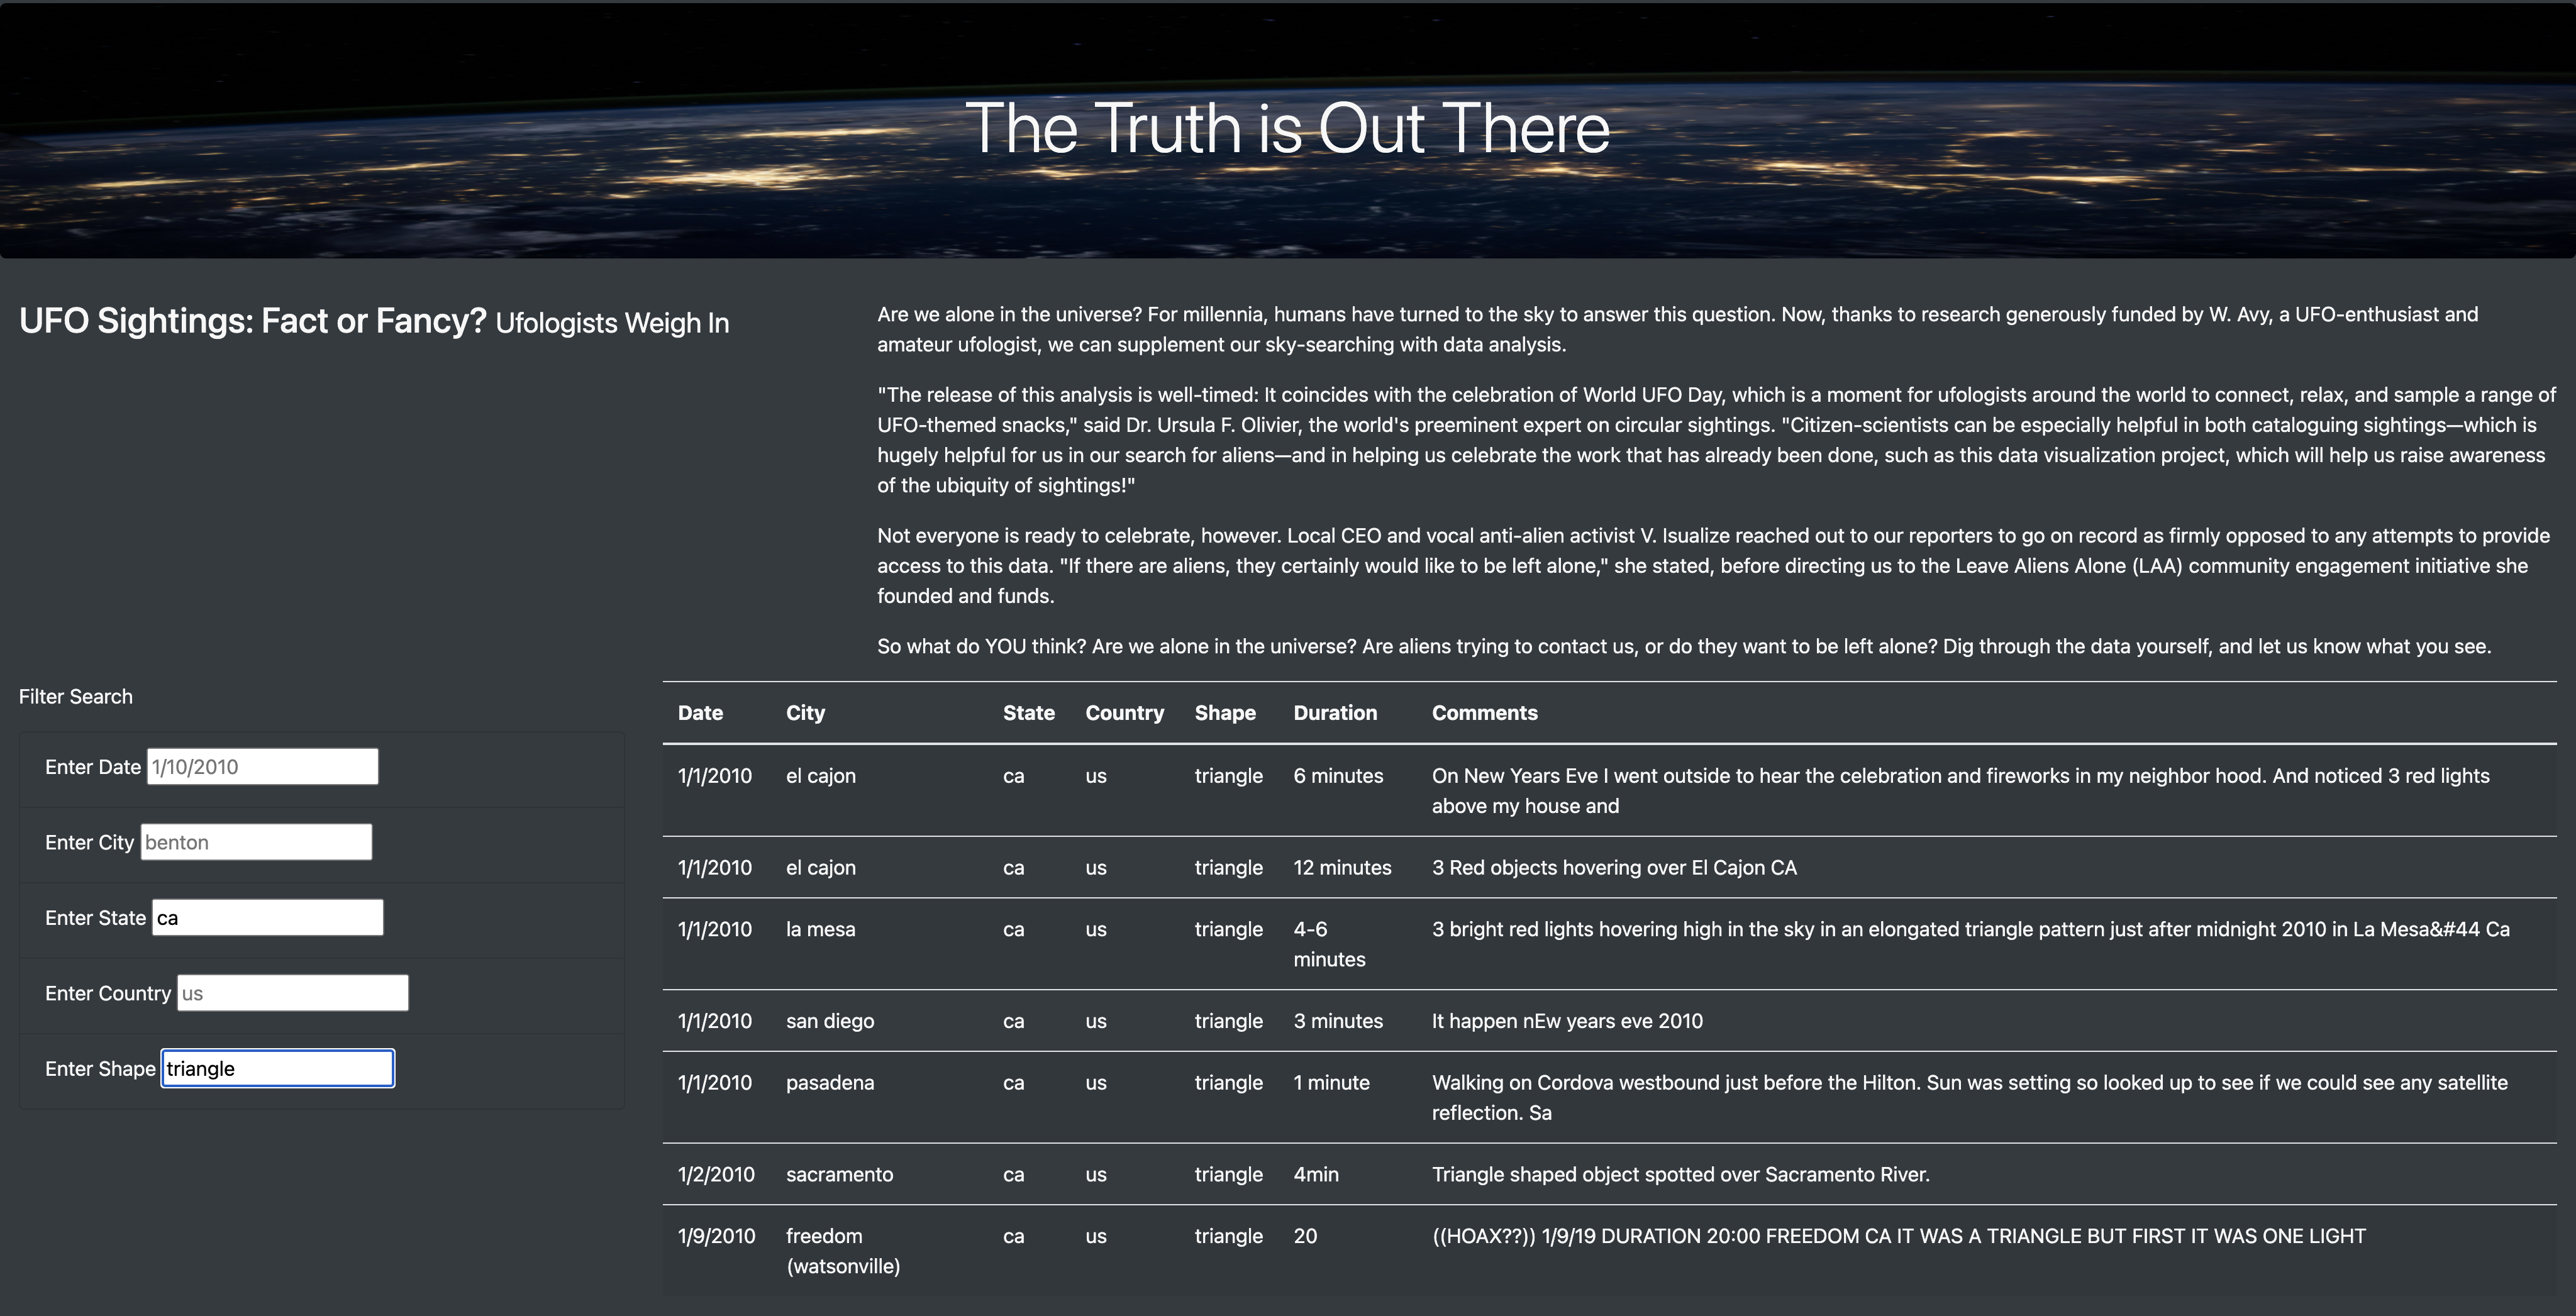 The Truth is Out There
UFO Sightings: Fact or Fancy? Ufologists Weigh In
Are we alone in the universe? For millennia, humans have turned to the sky to answer this question. Now, thanks to research generously funded by W. Avy, a UFO-enthusiast and
amateur ufologist, we can supplement our sky-searching with data analysis.
"The release of this analysis is well-timed: It coincides with the celebration of World UFO Day, which is a moment for ufologists around the world to connect, relax, and sample a range of
UFO-themed snacks," said Dr. Ursula F. Olivier, the world's preeminent expert on circular sightings. "Citizen-scientists can be especially helpful in both cataloguing sightings—which is
hugely helpful for us in our search for aliens—and in helping us celebrate the work that has already been done, such as this data visualization project, which will help us raise awareness
of the ubiquity of sightings!"
Not everyone is ready to celebrate, however. Local CEO and vocal anti-alien activist V. Isualize reached out to our reporters to go on record as firmly opposed to any attempts to provide
access to this data. "If there are aliens, they certainly would like to be left alone," she stated, before directing us to the Leave Aliens Alone (LAA) community engagement initiative she
founded and funds.
So what do YOU think? Are we alone in the universe? Are aliens trying to contact us, or do they want to be left alone? Dig through the data yourself, and let us know what you see.
Filter Search
Enter Date 1/10/2010
Enter City benton
Enter State ca
Enter Country us
Enter Shape triangle
Date City State Country Shape Duration Comments
1/1/2010 el cajon ca us triangle 6 minutes On New Years Eve I went outside to hear the celebration and fireworks in my neighbor hood. And noticed 3 red lights
above my house and
1/1/2010 el cajon ca us triangle 12 minutes 3 Red objects hovering over El Cajon CA
1/1/2010 la mesa ca us triangle 4-6 3 bright red lights hovering high in the sky in an elongated triangle pattern just after midnight 2010 in La Mesa&#44 Ca
minutes
1/1/2010 san diego ca us triangle 3 minutes It happen nEw years eve 2010
1/1/2010 pasadena ca us triangle 1 minute Walking on Cordova westbound just before the Hilton. Sun was setting so looked up to see if we could see any satellite
reflection. Sa
1/2/2010 sacramento ca us triangle 4min Triangle shaped object spotted over Sacramento River.
1/9/2010 freedom ca us triangle 20 ((HOAX??)) 1/9/19 DURATION 20:00 FREEDOM CA IT WAS A TRIANGLE BUT FIRST IT WAS ONE LIGHT
(watsonville)